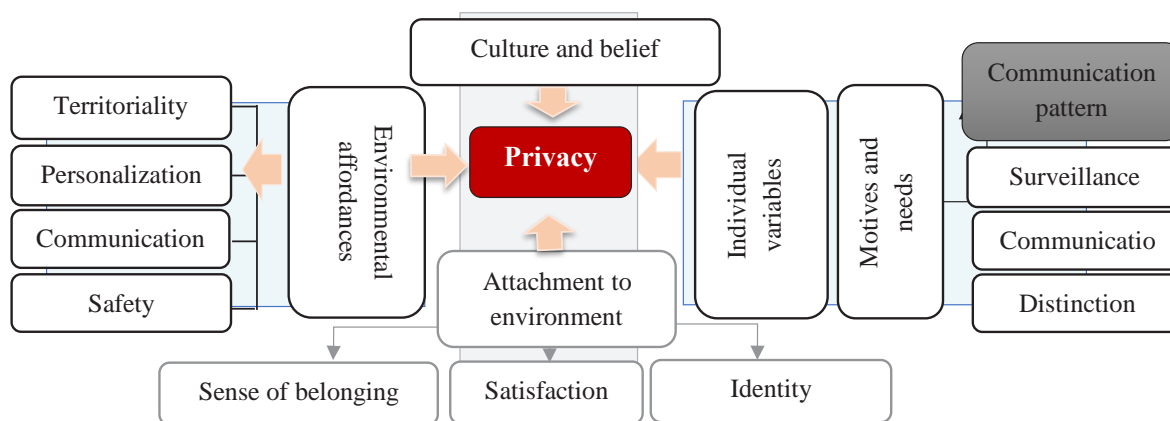 Culture and belief
Territoriality
Personalization
Communication
Safety
Environmental
affordances
Privacy
Individual
variables
Motives and
needs
Communication
pattern
Surveillance
Communicatio
Distinction
Attachment to
environment
Sense of belonging
Satisfaction
Identity